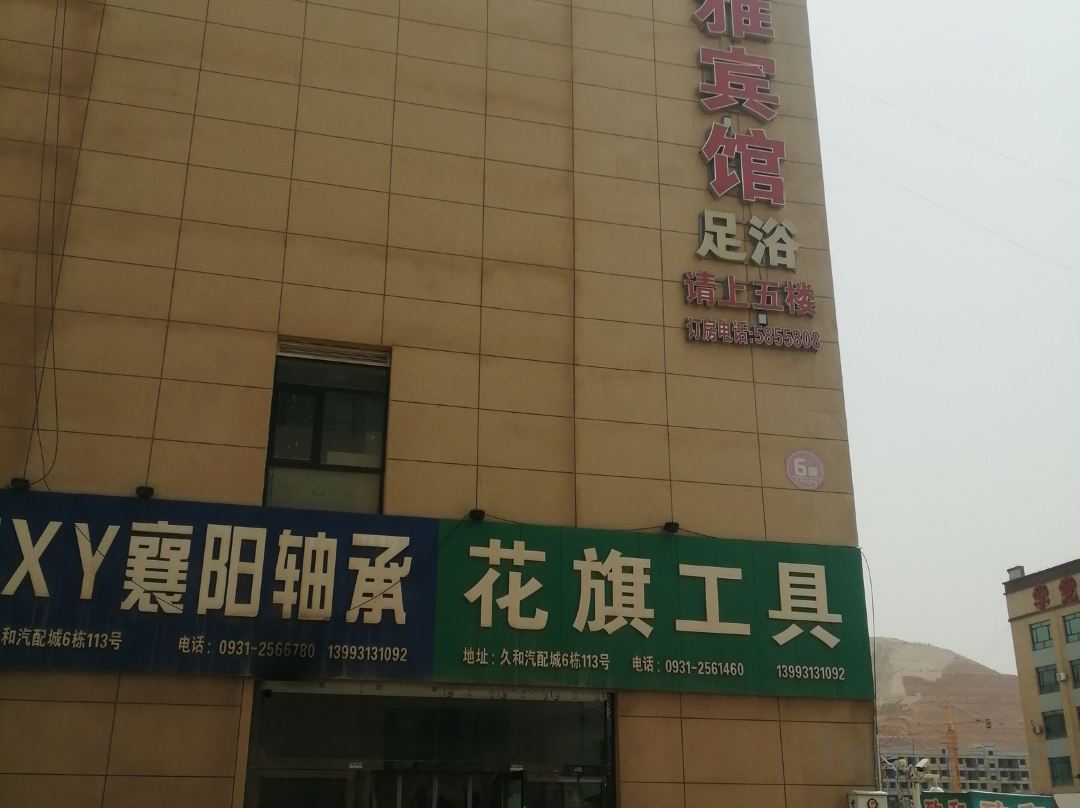 雅宾馆
足浴
请上五楼
订房电话:5855808
6幢
XY襄阳轴承
和汽配城6栋113号
电话：0931-2566780 13993131092
花旗工具
地址：久和汽配城6栋113号 电话：0931-2561460 13993131092